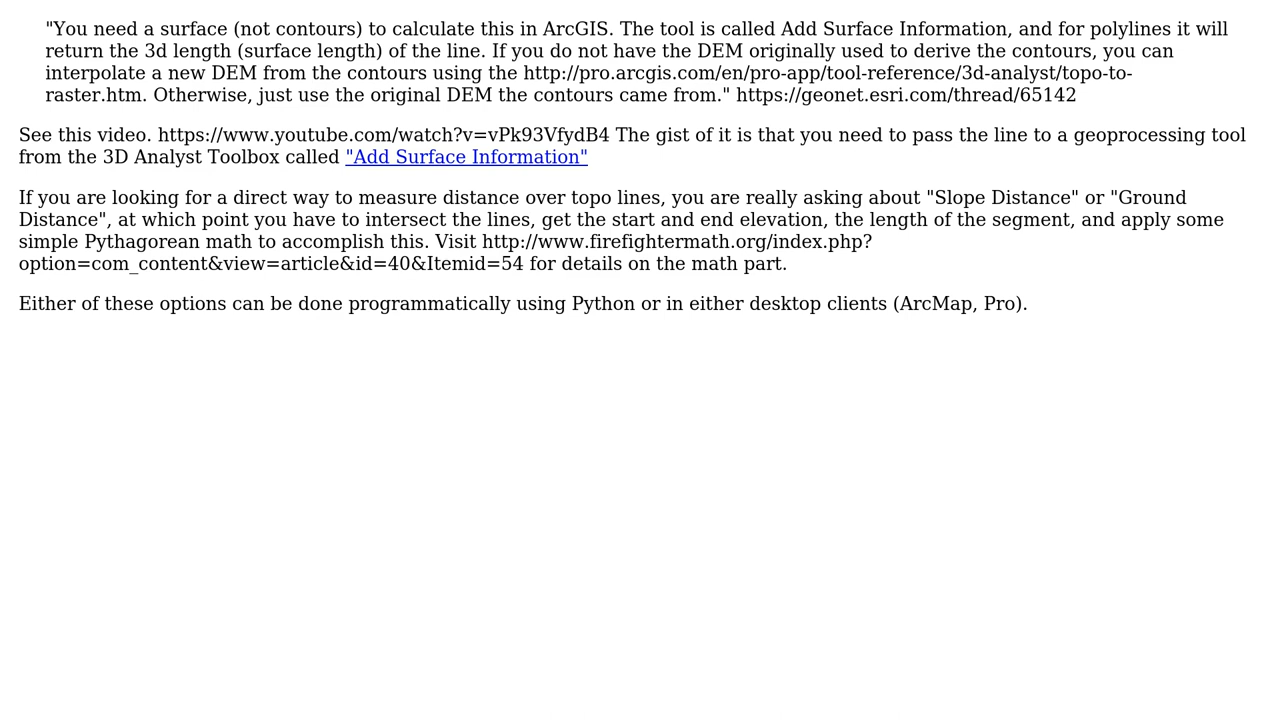 "You need a surface (not contours) to calculate this in ArcGIS. The tool is called Add Surface Information, and for polylines it will
return the 3d length (surface length) of the line. If you do not have the DEM originally used to derive the contours, you can
interpolate a new DEM from the contours using the http://pro.arcgis.com/en/pro-app/tool-reference/3d-analyst/topo-to-
raster.htm. Otherwise, just use the original DEM the contours came from." https://geonet.esri.com/thread/65142
See this video. https://www.youtube.com/watch?v=vPk93VfydB4 The gist of it is that you need to pass the line to a geoprocessing tool
from the 3D Analyst Toolbox called "Add Surface Information"
If you are looking for a direct way to measure distance over topo lines, you are really asking about "Slope Distance" or "Ground
Distance", at which point you have to intersect the lines, get the start and end elevation, the length of the segment, and apply some
simple Pythagorean math to accomplish this. Visit http://www.firefightermath.org/index.php?
option=com_content&view=article&id=40&Itemid=54 for details on the math part.
Either of these options can be done programmatically using Python or in either desktop clients (ArcMap, Pro).